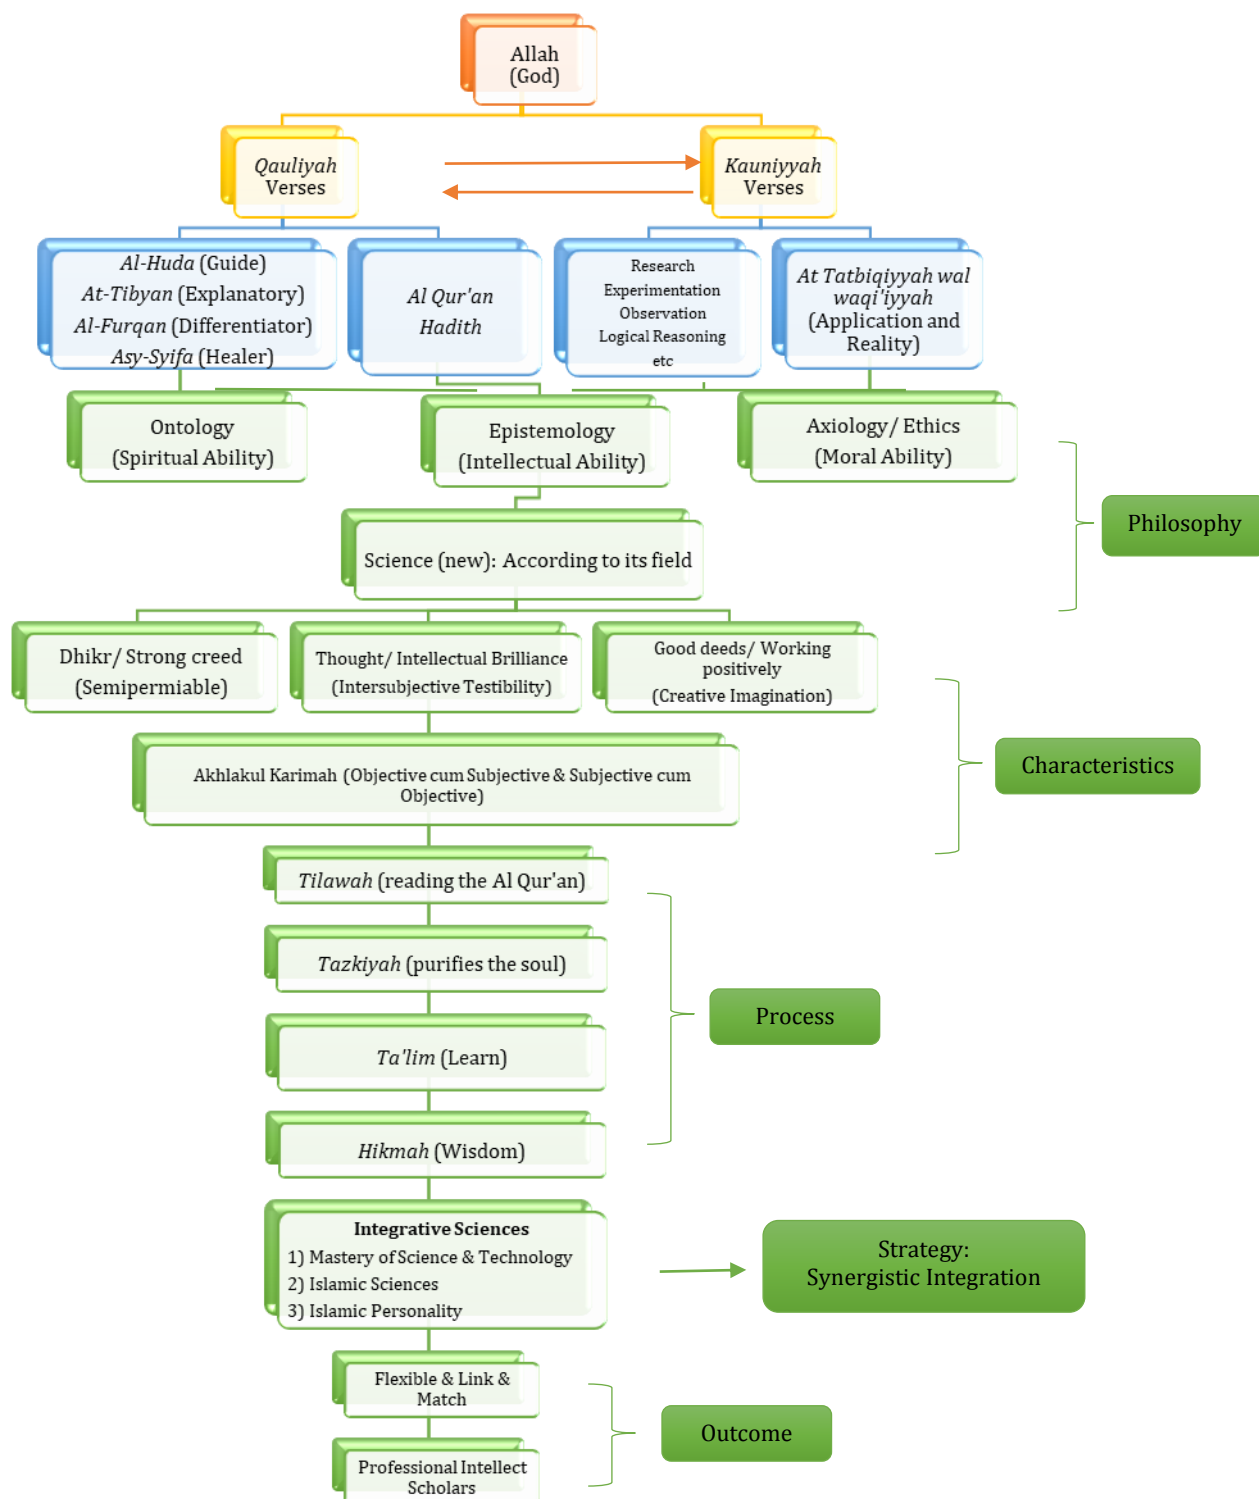 Allah
(God)
Qauliyah
Verses
Kauniyyah
Verses
Al-Huda (Guide)
At-Tibyan (Explanatory)
Al-Furqan (Differentiator)
Asy-Syifa (Healer)
Al Qur'an
Hadith
Research
Experimentation
Observation
Logical Reasoning
etc
At Tatbiqiyyah wal
waqi'iyyah
(Application and
Reality)
Ontology
(Spiritual Ability)
Epistemology
(Intellectual Ability)
Axiology/ Ethics
(Moral Ability)
Philosophy
Science (new): According to its field
Dhikr/ Strong creed
(Semipermiable)
Thought/ Intellectual Brilliance
(Intersubjective Testibility)
Good deeds/ Working
positively
(Creative Imagination)
Characteristics
Akhlakul Karimah (Objective cum Subjective & Subjective cum
Objective)
Tilawah (reading the Al Qur'an)
Tazkiyah (purifies the soul)
Process
Ta'lim (Learn)
Hikmah (Wisdom)
Integrative Sciences
1) Mastery of Science & Technology
2) Islamic Sciences
3) Islamic Personality
Strategy:
Synergistic Integration
Flexible & Link &
Match
Outcome
Professional Intellect
Scholars